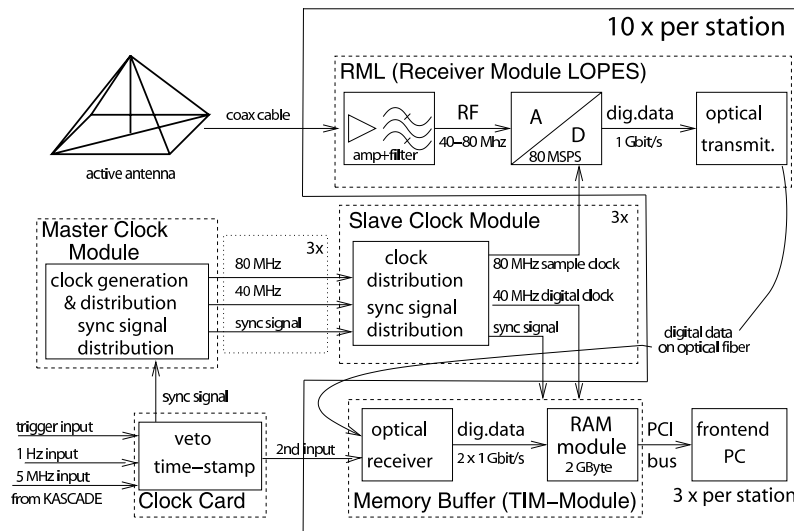 10 x per station
RML (Receiver Module LOPES)
coax cable
active antenna
amp+filter
RF
40–80 Mhz
A
D
80 MSPS
dig.data
1 Gbit/s
optical
transmit.
Master Clock
Module
clock generation
& distribution
sync signal
distribution
3x
80 MHz
40 MHz
sync signal
Slave Clock Module
3x
clock
distribution
sync signal
distribution
80 MHz sample clock
40 MHz digital clock
sync signal
digital data
on optical fiber
sync signal
trigger input
1 Hz input
5 MHz input
from KASCADE
veto
time–stamp
Clock Card
2nd input
optical
receiver
dig.data
2 x 1 Gbit/s
RAM
module
2 GByte
Memory Buffer (TIM–Module)
PCI
bus
frontend
PC
3 x per station